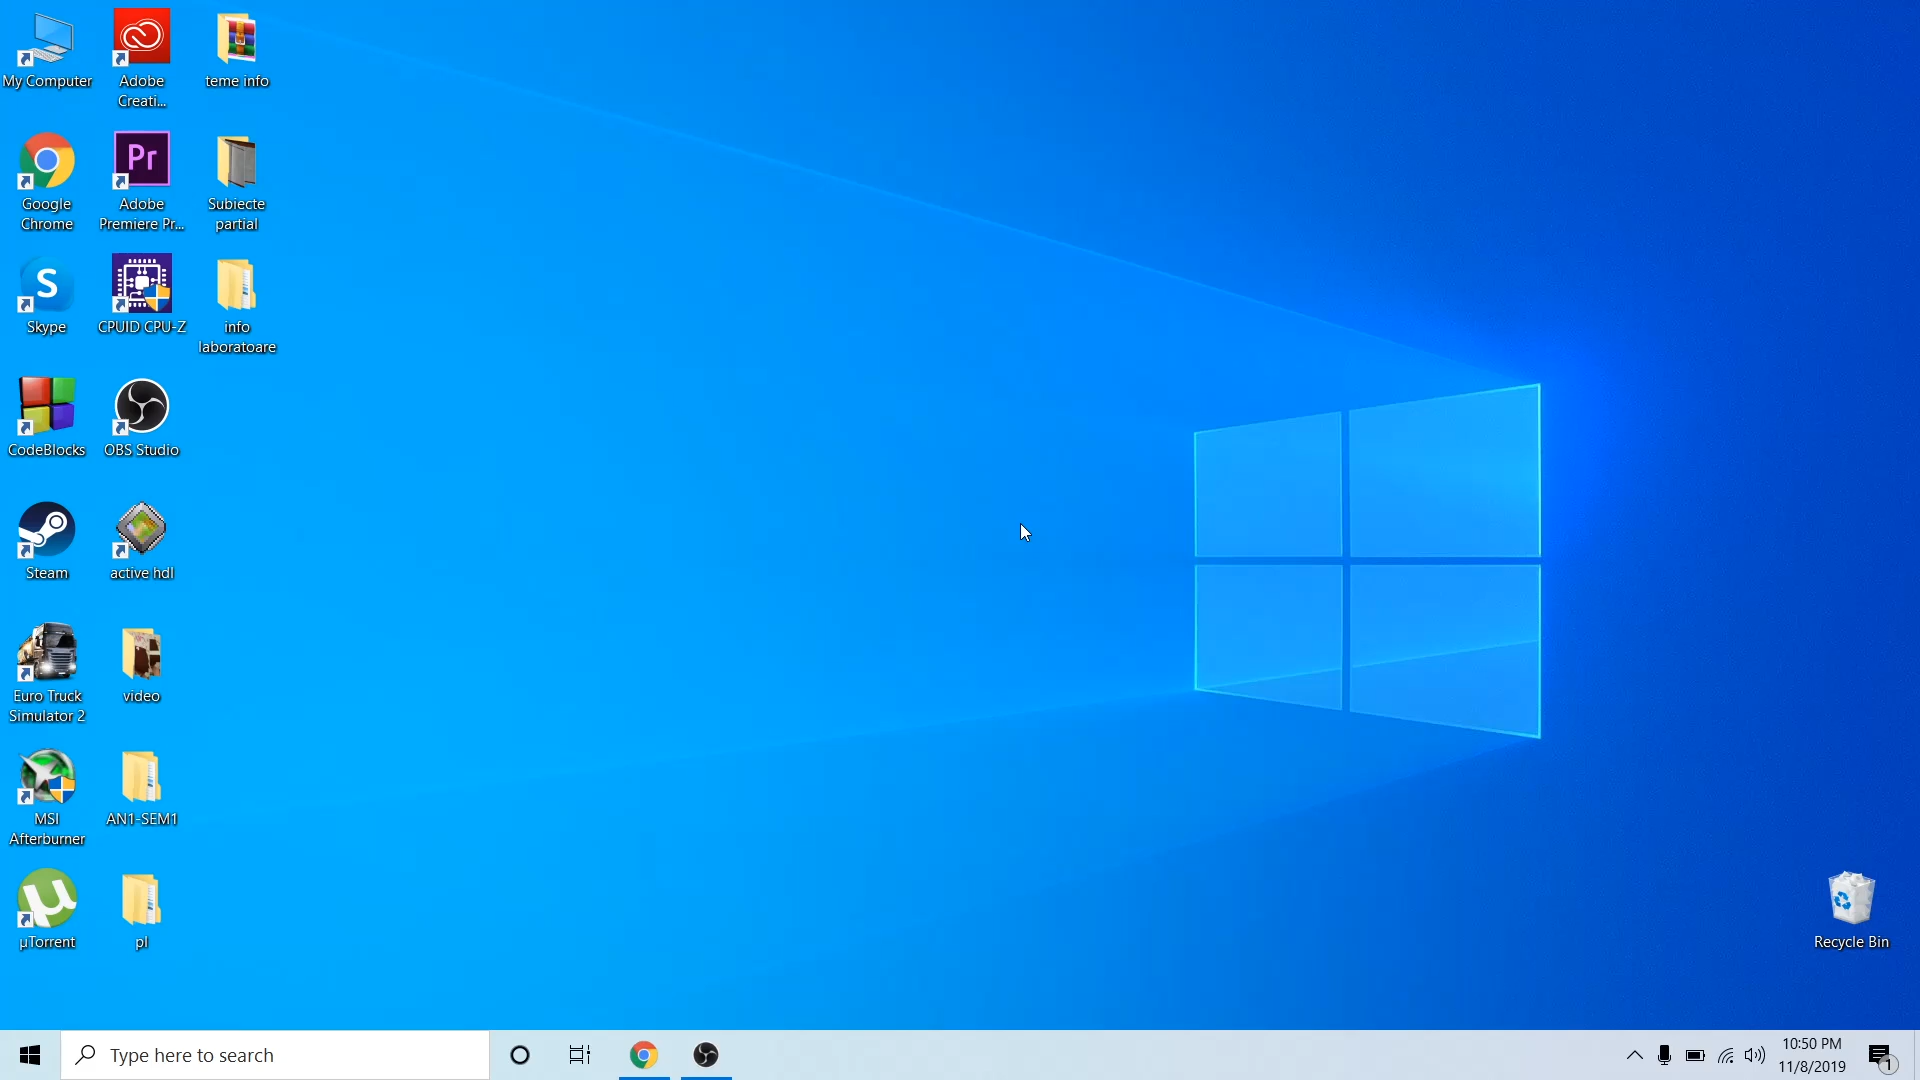 My Computer
Adobe
Creati...
teme info
Google
Chrome
Pr
Adobe
Premiere Pr...
Subiecte
partial
S
Skype
CPUID CPU-Z
info
laboratoare
CodeBlocks
OBS Studio
Steam
active hdl
Euro Truck
Simulator 2
video
MSI
Afterburner
AN1-SEM1
µTorrent
pl
Recycle Bin
Type here to search
10:50 PM
11/8/2019
1